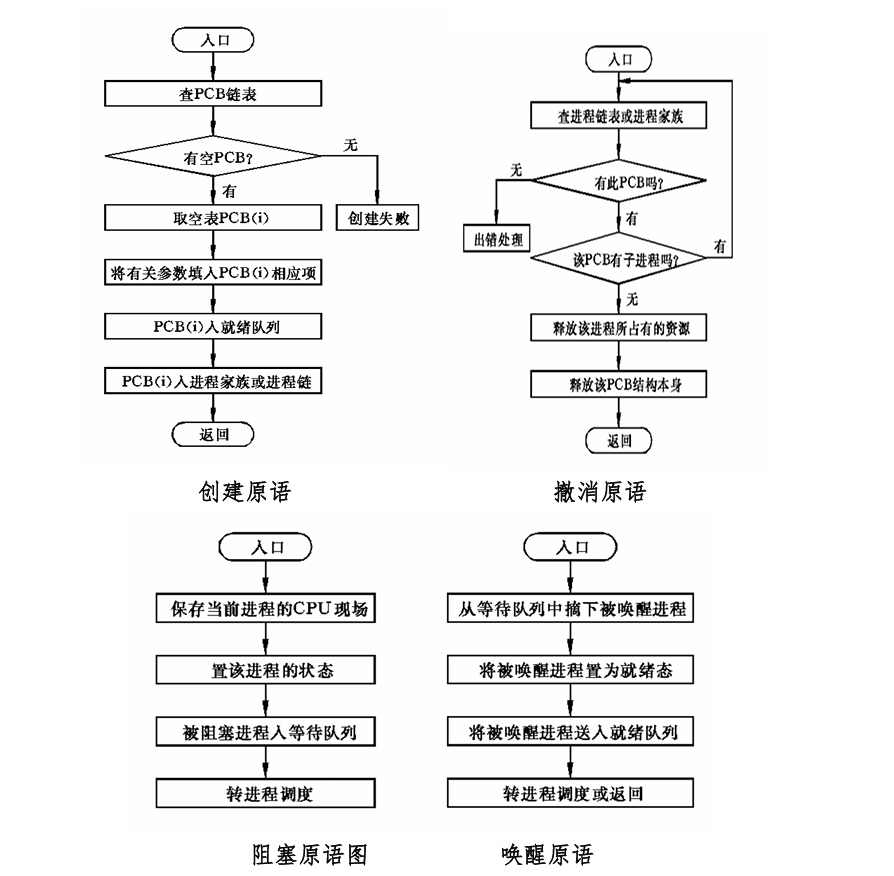 入口
查PCB链表
有空PCB?
无
有
取空表PCB(i)
创建失败
将有关参数填入PCB(i)相应项
PCB(i)入就绪队列
PCB(i)入进程家族或进程链
返回
创建原语
入口
查进程链表或进程家族
无
有此PCB吗?
有
出错处理
该PCB有子进程吗?
有
无
释放该进程所占有的资源
释放该PCB结构本身
返回
撤消原语
入口
保存当前进程的CPU现场
置该进程的状态
被阻塞进程入等待队列
转进程调度
阻塞原语图
入口
从等待队列中摘下被唤醒进程
将被唤醒进程置为就绪态
将被唤醒进程送入就绪队列
转进程调度或返回
唤醒原语